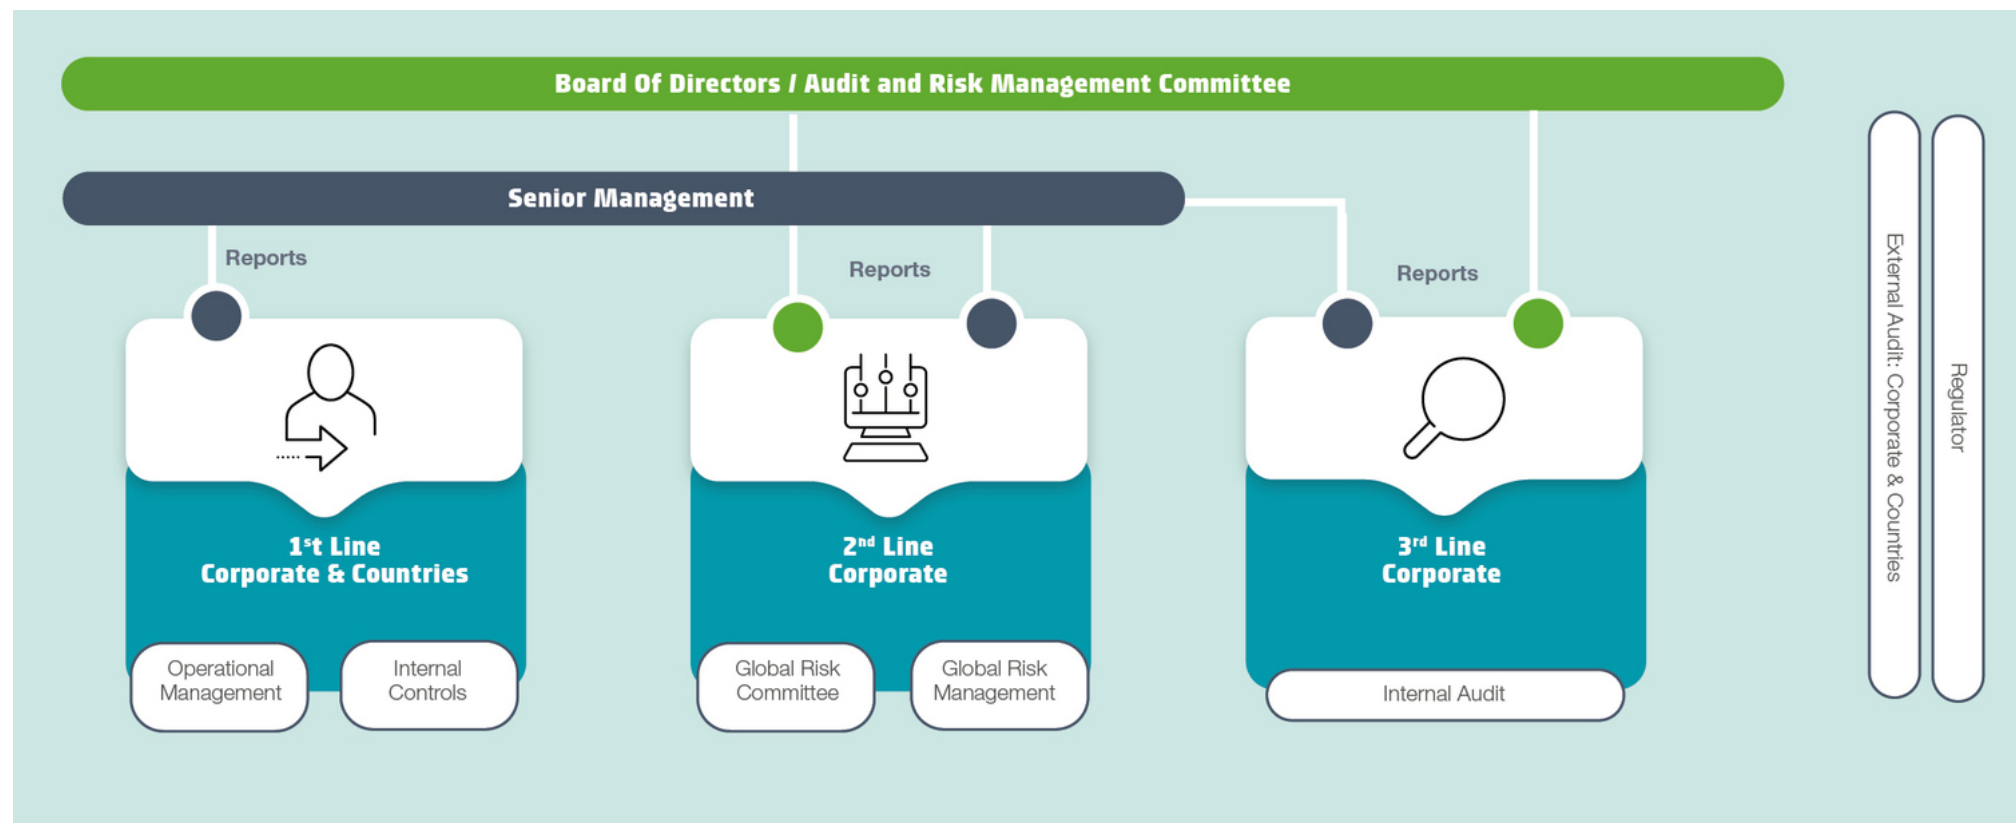 Board Of Directors / Audit and Risk Management Committee
Senior Management
Reports
Reports
Reports
1st Line
Corporate & Countries
Operational
Management
Internal
Controls
2nd Line
Corporate
Global Risk
Committee
Global Risk
Management
3rd Line
Corporate
Internal Audit
External Audit: Corporate & Countries
Regulator